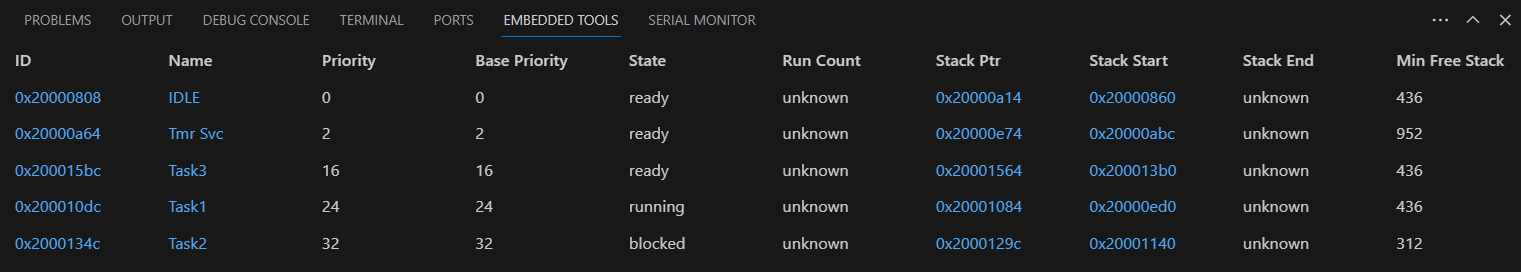 PROBLEMS OUTPUT DEBUG CONSOLE TERMINAL PORTS EMBEDDED TOOLS SERIAL MONITOR
ID Name Priority Base Priority State Run Count Stack Ptr Stack Start Stack End Min Free Stack
0x20000808 IDLE 0 0 ready unknown 0x20000a14 0x20000860 unknown 436
0x20000a64 Tmr Svc 2 2 ready unknown 0x20000e74 0x20000abc unknown 952
0x200015bc Task3 16 16 ready unknown 0x20001564 0x200013b0 unknown 436
0x200010dc Task1 24 24 running unknown 0x20001084 0x20000ed0 unknown 436
0x2000134c Task2 32 32 blocked unknown 0x2000129c 0x20001140 unknown 312